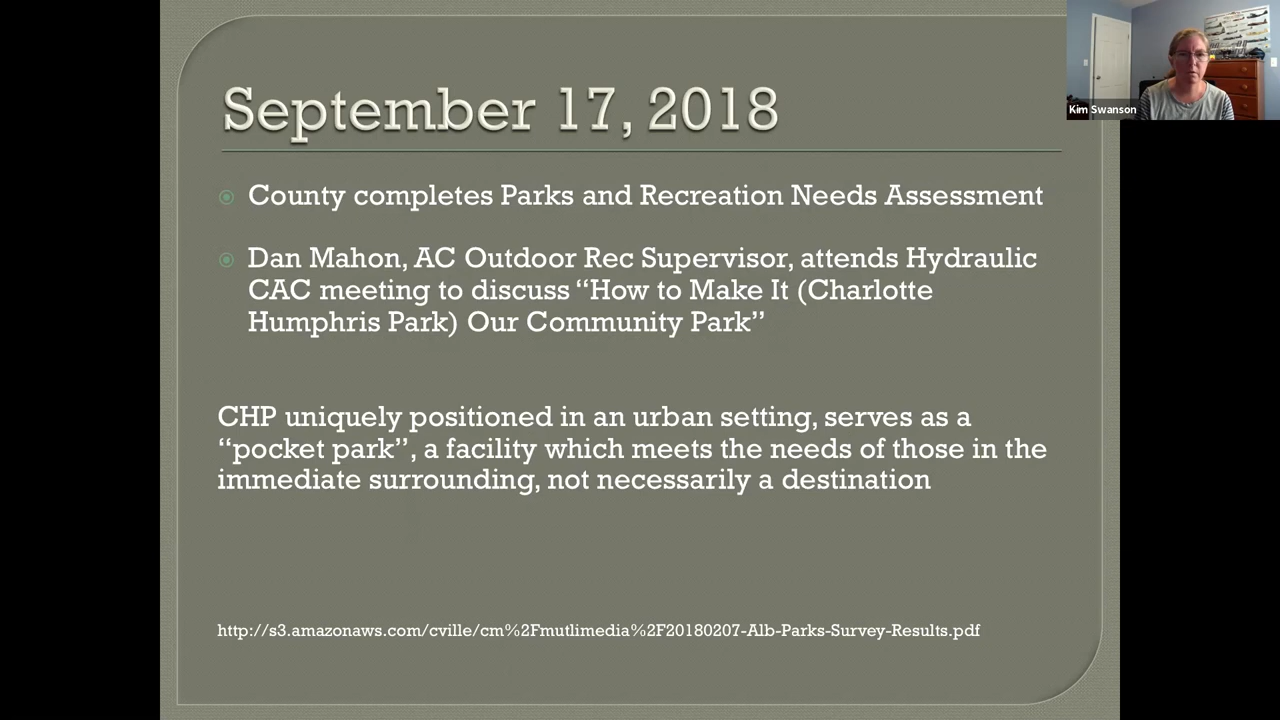 September 17, 2018
Kim Swanson
County completes Parks and Recreation Needs Assessment
Dan Mahon, AC Outdoor Rec Supervisor, attends Hydraulic
CAC meeting to discuss “How to Make It (Charlotte
Humphris Park) Our Community Park”
CHP uniquely positioned in an urban setting, serves as a
“pocket park”, a facility which meets the needs of those in the
immediate surrounding, not necessarily a destination
http://s3.amazonaws.com/cville/cm%2Fmutlimedia%2F20180207-Alb-Parks-Survey-Results.pdf